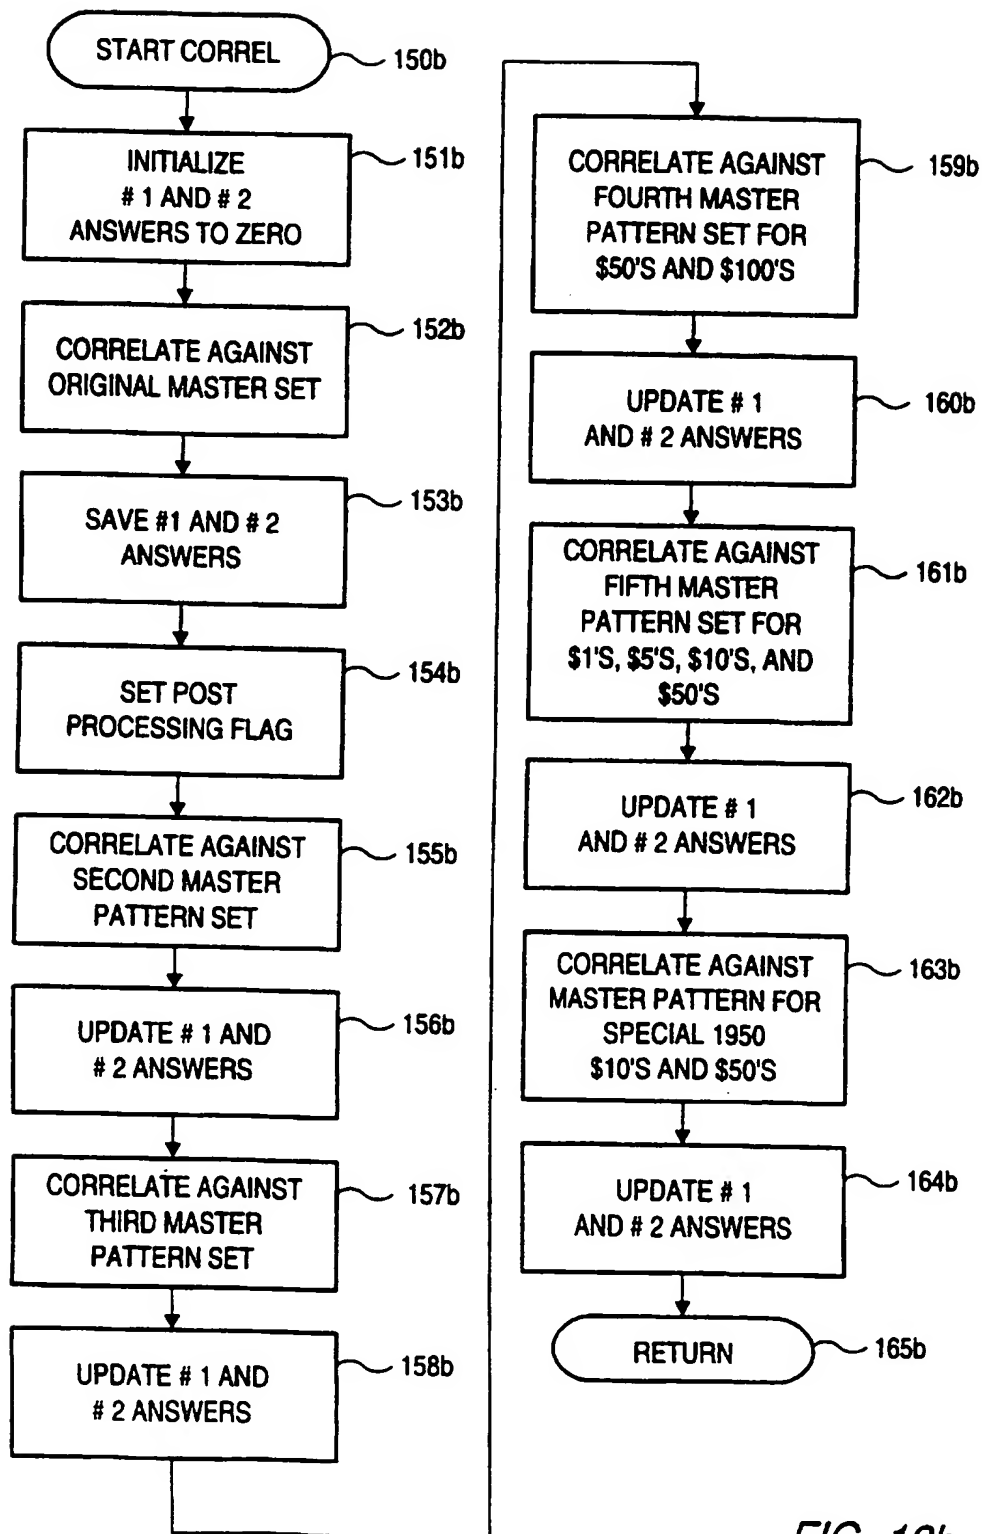 START CORREL
150b
INITIALIZE
# 1 AND # 2
ANSWERS TO ZERO
151b
CORRELATE AGAINST
ORIGINAL MASTER SET
152b
SAVE #1 AND # 2
ANSWERS
153b
SET POST
PROCESSING FLAG
154b
CORRELATE AGAINST
SECOND MASTER
PATTERN SET
155b
UPDATE # 1 AND
# 2 ANSWERS
156b
CORRELATE AGAINST
THIRD MASTER
PATTERN SET
157b
UPDATE # 1 AND
# 2 ANSWERS
158b
CORRELATE AGAINST
FOURTH MASTER
PATTERN SET FOR
$50'S AND $100'S
159b
UPDATE # 1
AND # 2 ANSWERS
160b
CORRELATE AGAINST
FIFTH MASTER
PATTERN SET FOR
$1'S, $5'S, $10'S, AND
$50'S
161b
UPDATE # 1
AND # 2 ANSWERS
162b
CORRELATE AGAINST
MASTER PATTERN FOR
SPECIAL 1950
$10'S AND $50'S
163b
UPDATE # 1
AND # 2 ANSWERS
164b
RETURN
165b
FIG.